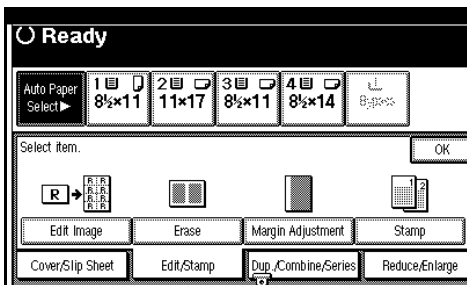 Ready
Auto Paper
Select▶
1
8½×11
2
11×17
3
8½×11
4
8½×14
Select item.
OK
R
R R
R R
R R
R R
1 2
Edit Image
Erase
Margin Adjustment
Stamp
Cover/Slip Sheet
Edit/Stamp
Dup./Combine/Series
Reduce/Enlarge